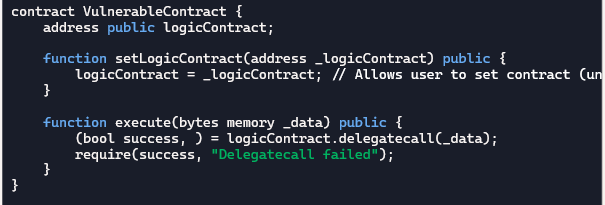 contract VulnerableContract {
    address public logicContract;

    function setLogicContract(address _logicContract) public {
        logicContract = _logicContract; // Allows user to set contract (un
    }

    function execute(bytes memory _data) public {
        (bool success, ) = logicContract.delegatecall(_data);
        require(success, "Delegatecall failed");
    }
}